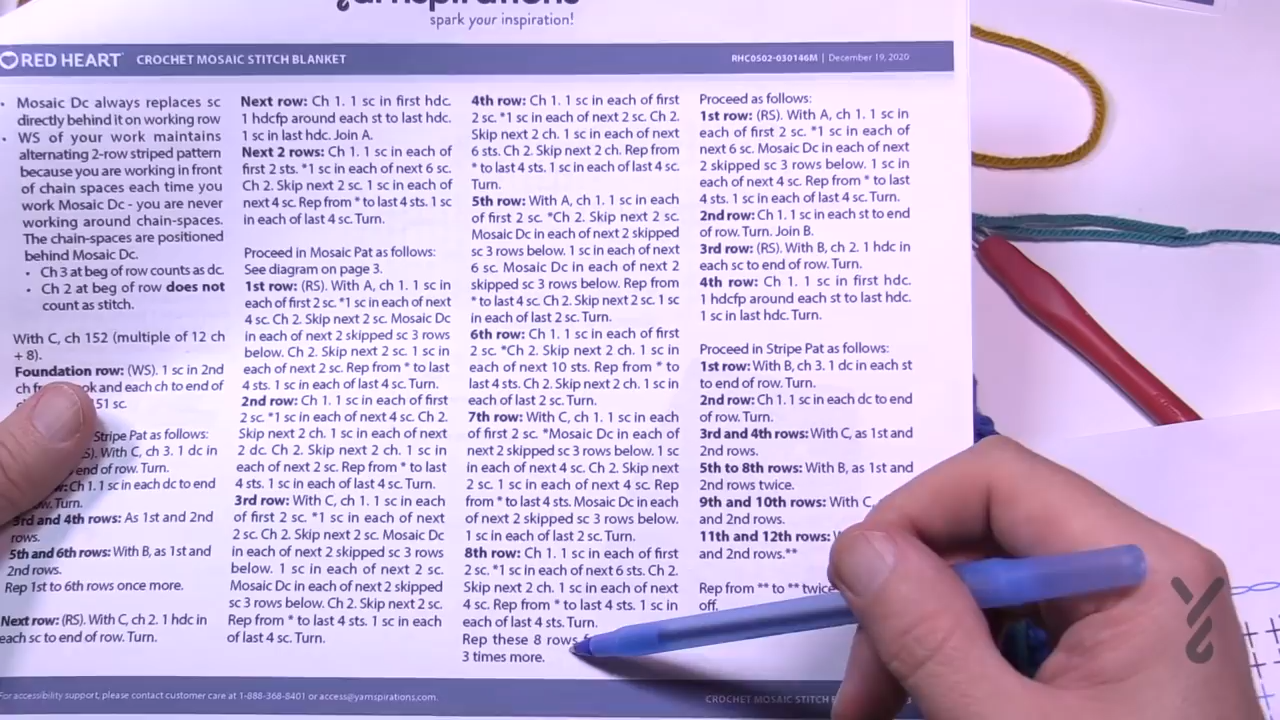 yarnspirations
spark your inspiration!
RED HEART
CROCHET MOSAIC STITCH BLANKET
RHC0502-030146M | December 19, 2020
• Mosaic Dc always replaces sc
directly behind it on working row
• WS of your work maintains
alternating 2-row striped pattern
because you are working in front
of chain spaces each time you
work Mosaic Dc - you are never
working around chain-spaces.
The chain-spaces are positioned
behind Mosaic Dc.
• Ch 3 at beg of row counts as dc.
• Ch 2 at beg of row does not
count as stitch.
With C, ch 152 (multiple of 12 ch
+ 8).
Foundation row: (WS). 1 sc in 2nd
ch and each ch to end of
151 sc.
Stripe Pat as follows:
With C, ch 3. 1 dc in
end of row. Turn.
Ch 1. 1 sc in each dc to end
Turn.
3rd and 4th rows: As 1st and 2nd
rows.
5th and 6th rows: With B, as 1st and
2nd rows.
Rep 1st to 6th rows once more.
Next row: (RS). With C, ch 2. 1 hdc in
each sc to end of row. Turn.
Next row: Ch 1. 1 sc in first hdc.
1 hdcfp around each st to last hdc.
1 sc in last hdc. Join A.
Next 2 rows: Ch 1. 1 sc in each of
first 2 sts. *1 sc in each of next 6 sc.
Ch 2. Skip next 2 sc. 1 sc in each of
next 4 sc. Rep from * to last 4 sts. 1 sc
in each of last 4 sc. Turn.
Proceed in Mosaic Pat as follows:
See diagram on page 3.
1st row: (RS). With A, ch 1. 1 sc in
each of first 2 sc. *1 sc in each of next
4 sc. Ch 2. Skip next 2 sc. Mosaic Dc
in each of next 2 skipped sc 3 rows
below. Ch 2. Skip next 2 sc. 1 sc in
each of next 2 sc. Rep from * to last
4 sts. 1 sc in each of last 4 sc. Turn.
2nd row: Ch 1. 1 sc in each of first
2 sc. *1 sc in each of next 4 sc. Ch 2.
Skip next 2 ch. 1 sc in each of next
2 dc. Ch 2. Skip next 2 ch. 1 sc in
each of next 2 sc. Rep from * to last
4 sts. 1 sc in each of last 4 sc. Turn.
3rd row: With C, ch 1. 1 sc in each
of first 2 sc. *1 sc in each of next
2 sc. Ch 2. Skip next 2 sc. Mosaic Dc
in each of next 2 skipped sc 3 rows
below. 1 sc in each of next 2 sc.
Mosaic Dc in each of next 2 skipped
sc 3 rows below. Ch 2. Skip next 2 sc.
Rep from * to last 4 sts. 1 sc in each
of last 4 sc. Turn.
4th row: Ch 1. 1 sc in each of first
2 sc. *1 sc in each of next 2 sc. Ch 2.
Skip next 2 ch. 1 sc in each of next
6 sts. Ch 2. Skip next 2 ch. Rep from
* to last 4 sts. 1 sc in each of last 4 sc.
Turn.
5th row: With A, ch 1. 1 sc in each
of first 2 sc. *Ch 2. Skip next 2 sc.
Mosaic Dc in each of next 2 skipped
sc 3 rows below. 1 sc in each of next
6 sc. Mosaic Dc in each of next 2
skipped sc 3 rows below. Rep from
* to last 4 sc. Ch 2. Skip next 2 sc. 1 sc
in each of last 2 sc. Turn.
6th row: Ch 1. 1 sc in each of first
2 sc. *Ch 2. Skip next 2 ch. 1 sc in
each of next 10 sts. Rep from * to
last 4 sts. Ch 2. Skip next 2 ch. 1 sc
in each of last 2 sc. Turn.
7th row: With C, ch 1. 1 sc in each
of first 2 sc. *Mosaic Dc in each of
next 2 skipped sc 3 rows below. 1 sc
in each of next 4 sc. Ch 2. Skip next
2 sc. 1 sc in each of next 4 sc. Rep
from * to last 4 sts. Mosaic Dc in each
of next 2 skipped sc 3 rows below.
1 sc in each of last 2 sc. Turn.
8th row: Ch 1. 1 sc in each of first
2 sc. *1 sc in each of next 6 sts. Ch 2.
Skip next 2 ch. 1 sc in each of next
4 sc. Rep from * to last 4 sts. 1 sc in
each of last 4 sts. Turn.
Rep these 8 rows
3 times more.
Proceed as follows:
1st row: (RS). With A, ch 1. 1 sc in
each of first 2 sc. *1 sc in each of
next 6 sc. Mosaic Dc in each of next
2 skipped sc 3 rows below. 1 sc in
each of next 4 sc. Rep from * to last
4 sts. 1 sc in each of last 4 sc. Turn.
2nd row: Ch 1. 1 sc in each st to end
of row. Turn. Join B.
3rd row: (RS). With B, ch 2. 1 hdc in
each sc to end of row. Turn.
4th row: Ch 1. 1 sc in first hdc.
1 hdcfp around each st to last hdc.
1 sc in last hdc. Turn.
Proceed in Stripe Pat as follows:
1st row: With B, ch 3. 1 dc in each st
to end of row. Turn.
2nd row: Ch 1. 1 sc in each dc to end
of row. Turn.
3rd and 4th rows: With C, as 1st and
2nd rows.
5th to 8th rows: With B, as 1st and
2nd rows twice.
9th and 10th rows: With C,
and 2nd rows.
11th and 12th rows:
and 2nd rows.**
Rep from ** to ** twice
off.
For accessibility support, please contact customer care at 1-888-368-8401 or access@yarnspirations.com.
CROCHET MOSAIC STITCH